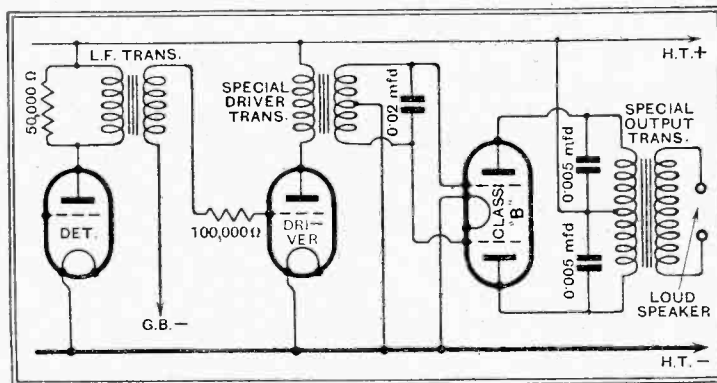 L.F. TRANS.
H.T.+
50,000 Ω
SPECIAL
DRIVER
TRANS.
0·02 mfd
SPECIAL
OUTPUT
TRANS.
0·005 mfd
DET.
100,000 Ω
DRI-
VER
CLASS
"B"
0·005 mfd
LOUD
SPEAKER
G.B.-
H.T.-